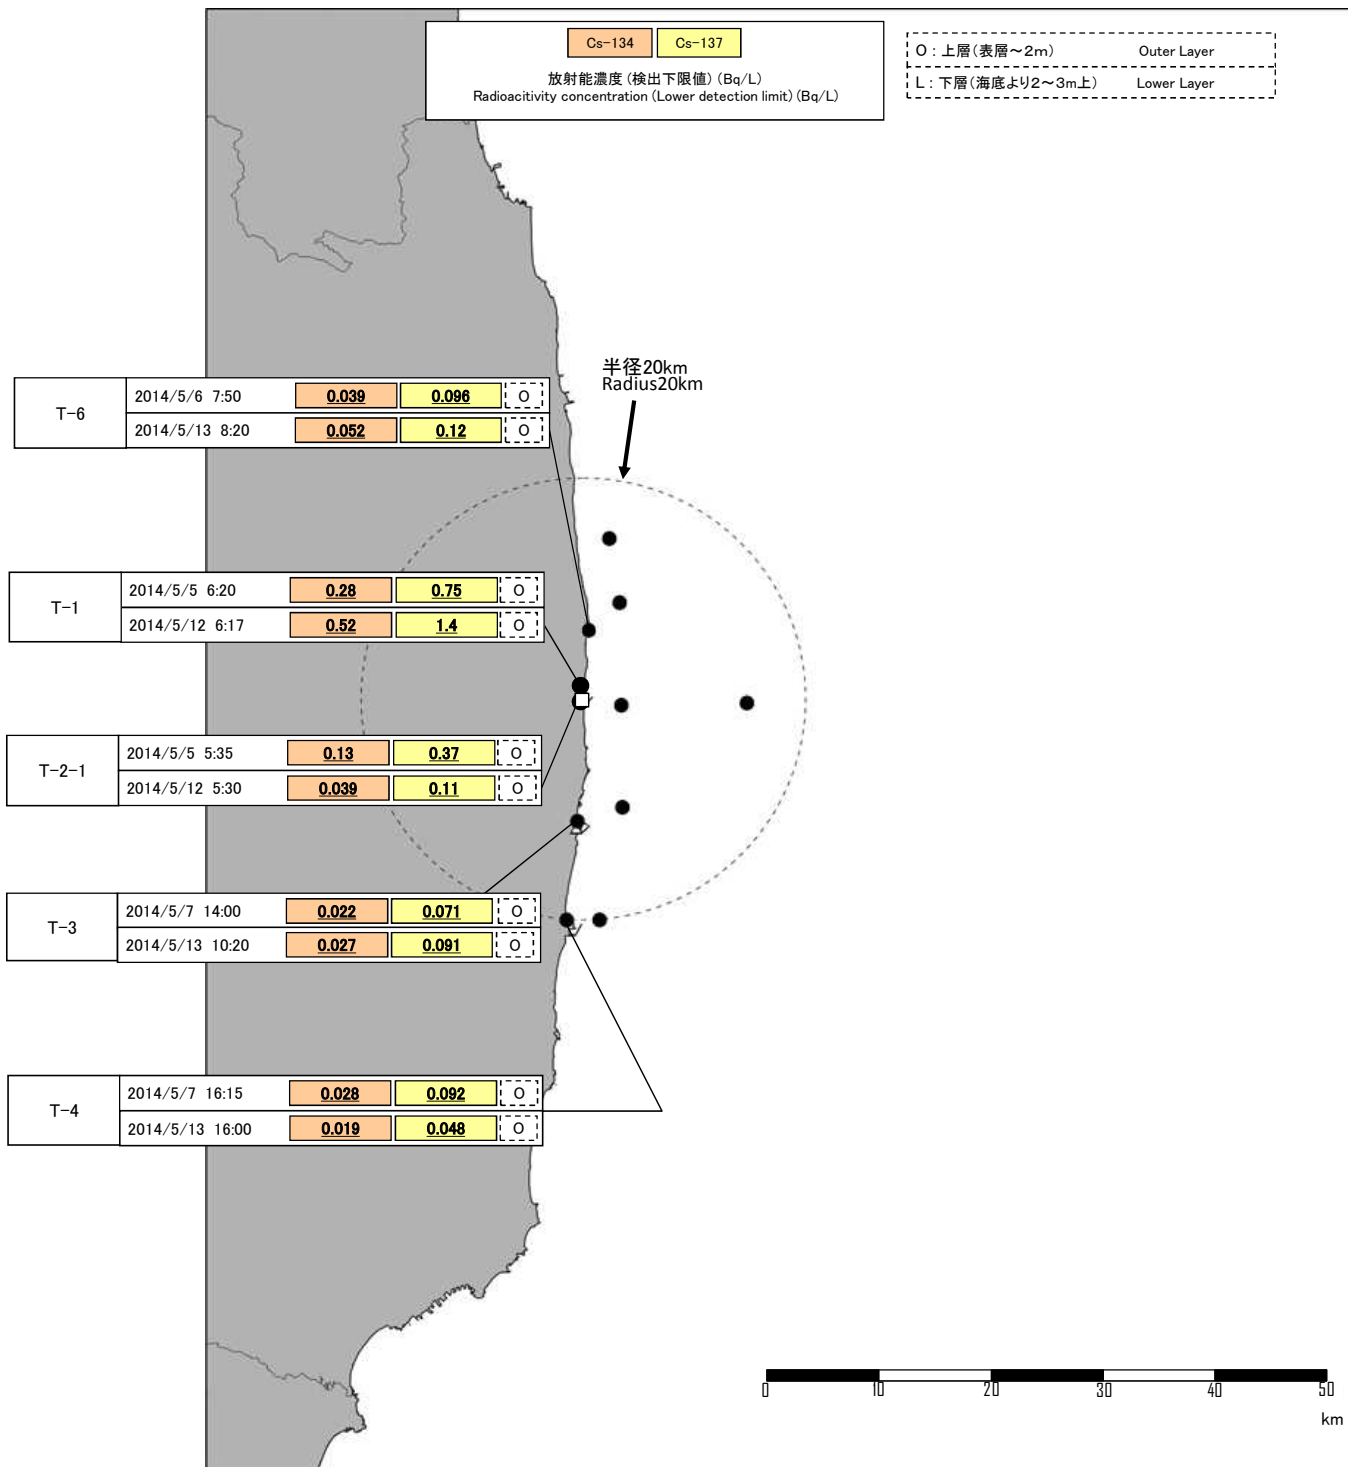 Cs-134 Cs-137
放射能濃度(検出下限値)(Bq/L)
Radioacitivity concentration(Lower detection limit)(Bq/L)
O:上層(表層～2m) Outer Layer
L:下層(海底より2～3m上) Lower Layer
半径20km
Radius20km
T-6
2014/5/6 7:50 0.039 0.096 O
2014/5/13 8:20 0.052 0.12 O
T-1
2014/5/5 6:20 0.28 0.75 O
2014/5/12 6:17 0.52 1.4 O
T-2-1
2014/5/5 5:35 0.13 0.37 O
2014/5/12 5:30 0.039 0.11 O
T-3
2014/5/7 14:00 0.022 0.071 O
2014/5/13 10:20 0.027 0.091 O
T-4
2014/5/7 16:15 0.028 0.092 O
2014/5/13 16:00 0.019 0.048 O
0 10 20 30 40 50
km